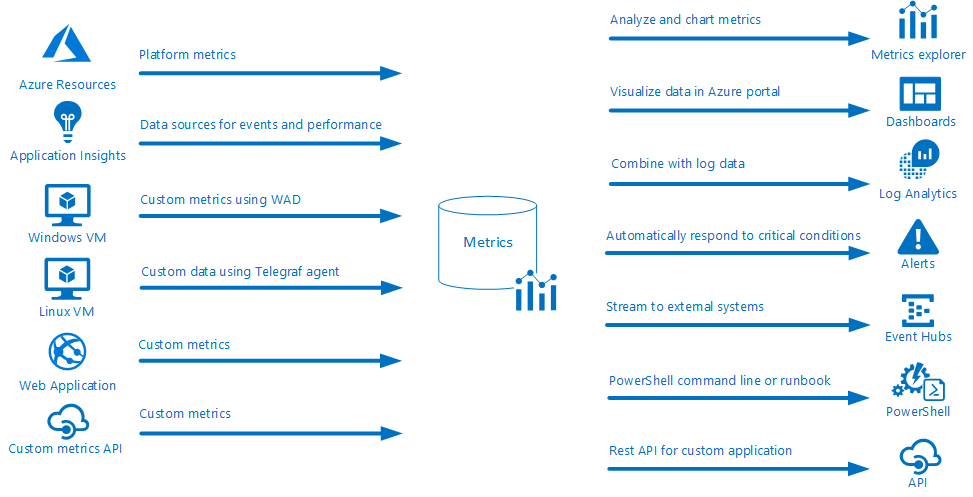 Platform metrics
Azure Resources
Data sources for events and performance
Application Insights
Custom metrics using WAD
Windows VM
Custom data using Telegraf agent
Linux VM
Custom metrics
Web Application
Custom metrics
Custom metrics API
Metrics
Analyze and chart metrics
Metrics explorer
Visualize data in Azure portal
Dashboards
Combine with log data
Log Analytics
Automatically respond to critical conditions
Alerts
Stream to external systems
Event Hubs
PowerShell command line or runbook
PowerShell
Rest API for custom application
API